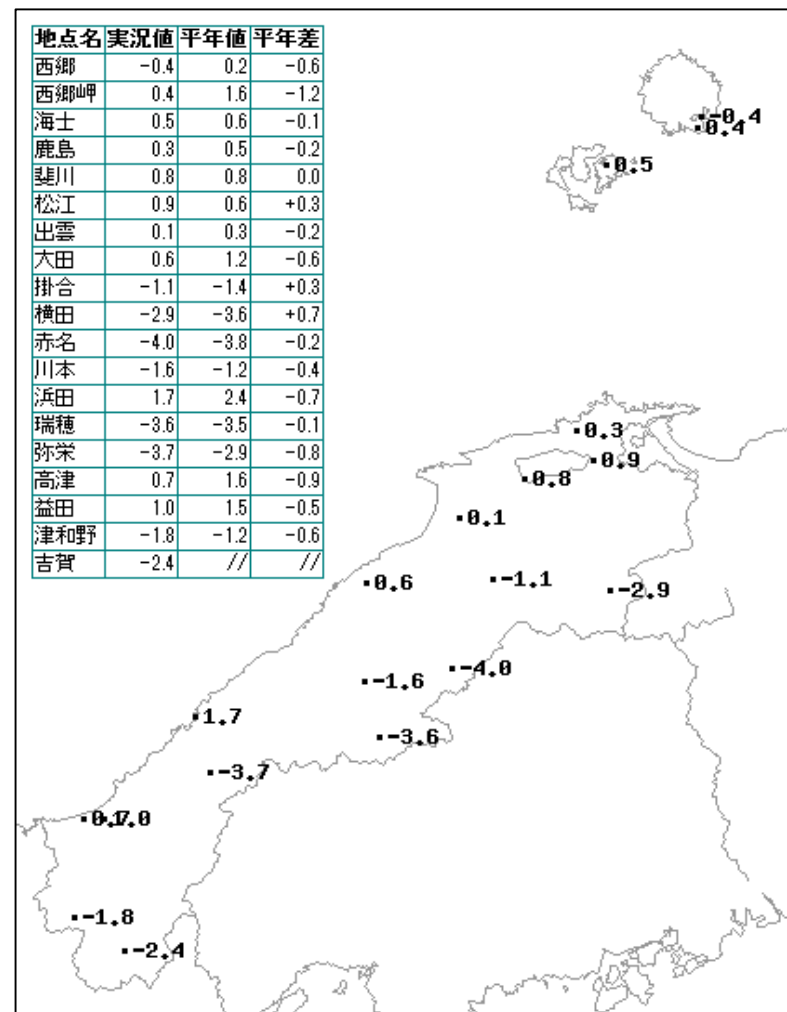 地点名 実況値 平年値 平年差
西郷 -0.4 0.2 -0.6
西郷岬 0.4 1.6 -1.2
海士 0.5 0.6 -0.1
鹿島 0.3 0.5 -0.2
斐川 0.8 0.8 0.0
松江 0.9 0.6 +0.3
出雲 0.1 0.3 -0.2
大田 0.6 1.2 -0.6
掛合 -1.1 -1.4 +0.3
横田 -2.9 -3.6 +0.7
赤名 -4.0 -3.8 -0.2
川本 -1.6 -1.2 -0.4
浜田 1.7 2.4 -0.7
瑞穂 -3.6 -3.5 -0.1
弥栄 -3.7 -2.9 -0.8
高津 0.7 1.6 -0.9
益田 1.0 1.5 -0.5
津和野 -1.8 -1.2 -0.6
吉賀 -2.4 // //
-0.4
0.4
0.5
0.3
0.9
0.8
0.1
0.6
-1.1
-2.9
-4.0
-1.6
1.7
-3.6
-3.7
0.7
1.0
-1.8
-2.4